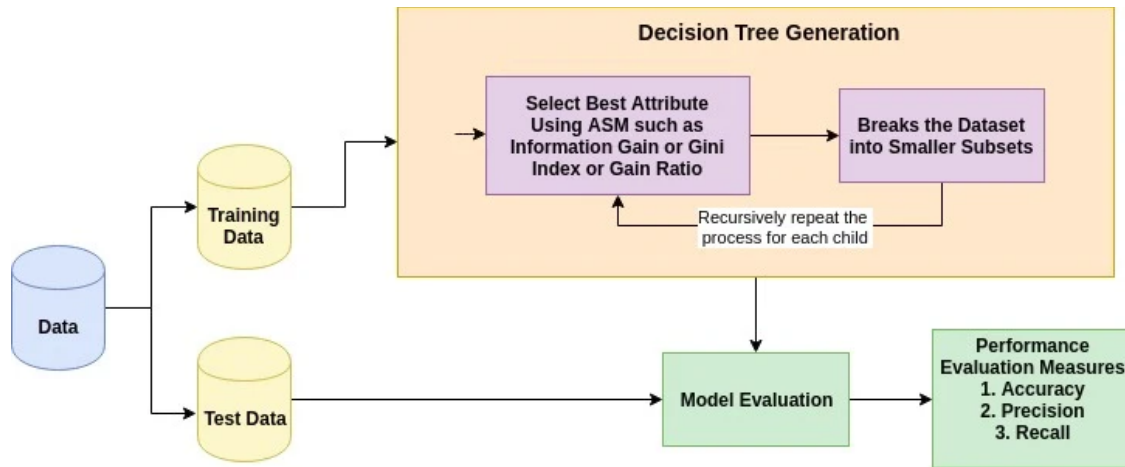 Decision Tree Generation
Select Best Attribute
Using ASM such as
Information Gain or Gini
Index or Gain Ratio
Breaks the Dataset
into Smaller Subsets
Recursively repeat the
process for each child
Training
Data
Data
Test Data
Model Evaluation
Performance
Evaluation Measures
1. Accuracy
2. Precision
3. Recall